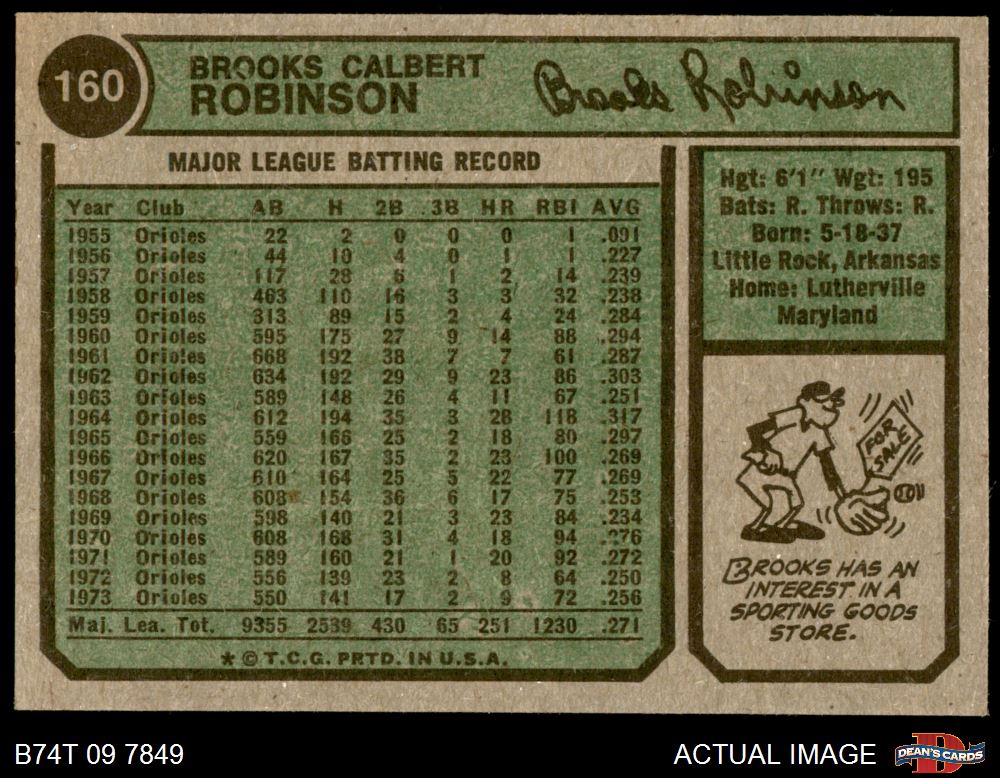 160
BROOKS CALBERT
ROBINSON
Brooks Robinson
MAJOR LEAGUE BATTING RECORD
Year Club AB H 2B 3B HR RBI AVG
1955 Orioles 22 2 0 0 0 1 .091
1956 Orioles 44 10 4 0 1 1 .227
1957 Orioles 117 28 6 1 2 14 .239
1958 Orioles 463 110 16 3 3 32 .238
1959 Orioles 313 89 15 2 4 24 .284
1960 Orioles 595 175 27 9 14 88 .294
1961 Orioles 668 192 38 7 7 61 .287
1962 Orioles 634 192 29 9 23 86 .303
1963 Orioles 589 148 26 4 11 67 .251
1964 Orioles 612 194 35 3 28 118 .317
1965 Orioles 559 166 25 2 18 80 .297
1966 Orioles 620 167 35 2 23 100 .269
1967 Orioles 610 164 25 5 22 77 .269
1968 Orioles 608 154 36 6 17 75 .253
1969 Orioles 598 140 21 3 23 84 .234
1970 Orioles 608 168 31 4 18 94 .276
1971 Orioles 589 160 21 1 20 92 .272
1972 Orioles 556 139 23 2 8 64 .250
1973 Orioles 550 141 17 2 9 72 .256
Maj. Lea. Tot. 9355 2539 430 65 251 1230 .271
* © T.C.G. PRTD. IN U.S.A.
Hgt: 6'1" Wgt: 195
Bats: R. Throws: R.
Born: 5-18-37
Little Rock, Arkansas
Home: Lutherville
Maryland
FOR
SALE
BROOKS HAS AN
INTEREST IN A
SPORTING GOODS
STORE.
B74T 09 7849
ACTUAL IMAGE
DEAN'S CARDS